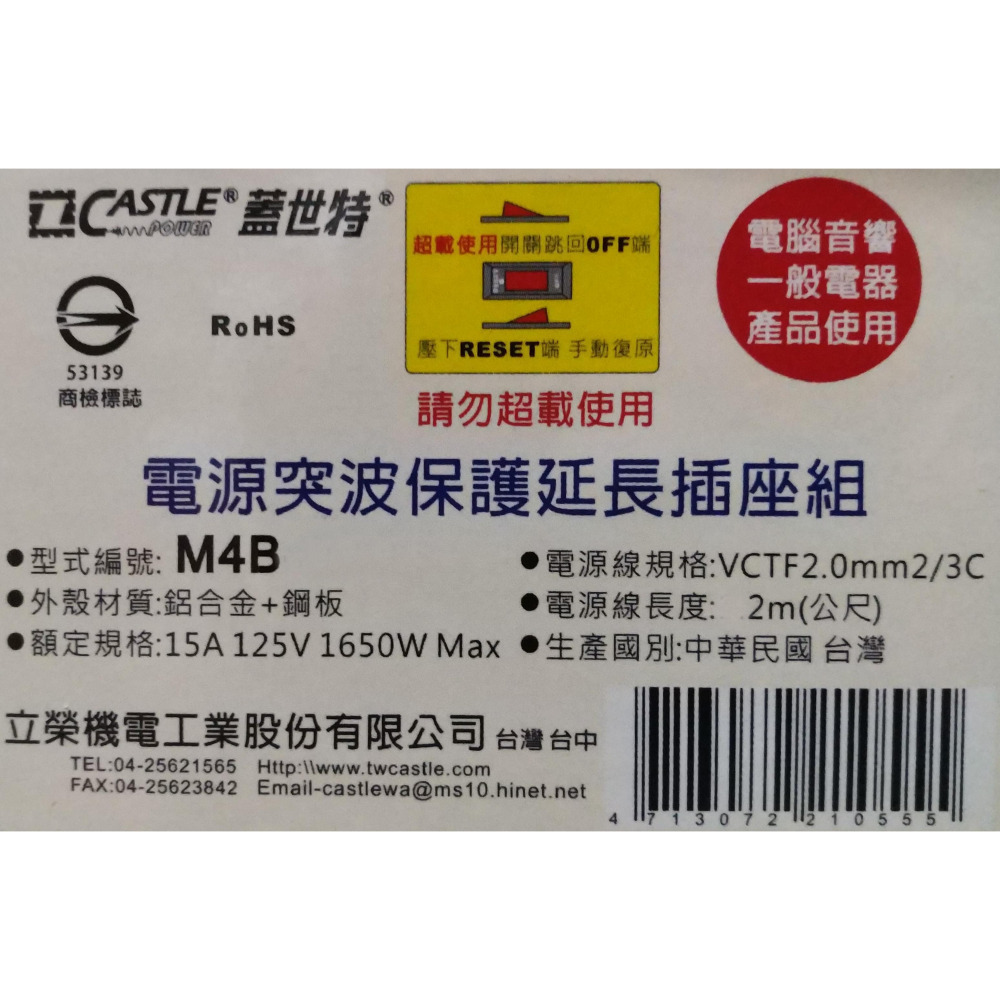 立CASTLE® 蓋世特®
POWER
超載使用開關跳回OFF端
壓下RESET端 手動復原
請勿超載使用
電腦音響
一般電器
產品使用
RoHS
53139
商檢標誌
電源突波保護延長插座組
●型式編號: M4B
●外殼材質:鋁合金+鋼板
●額定規格:15A 125V 1650W Max
●電源線規格:VCTF2.0mm2/3C
●電源線長度: 2m(公尺)
●生產國別:中華民國 台灣
立榮機電工業股份有限公司 台灣 台中
TEL:04-25621565 Http:\\www.twcastle.com
FAX:04-25623842 Email-castlewa@ms10.hinet.net
4 713072 210555